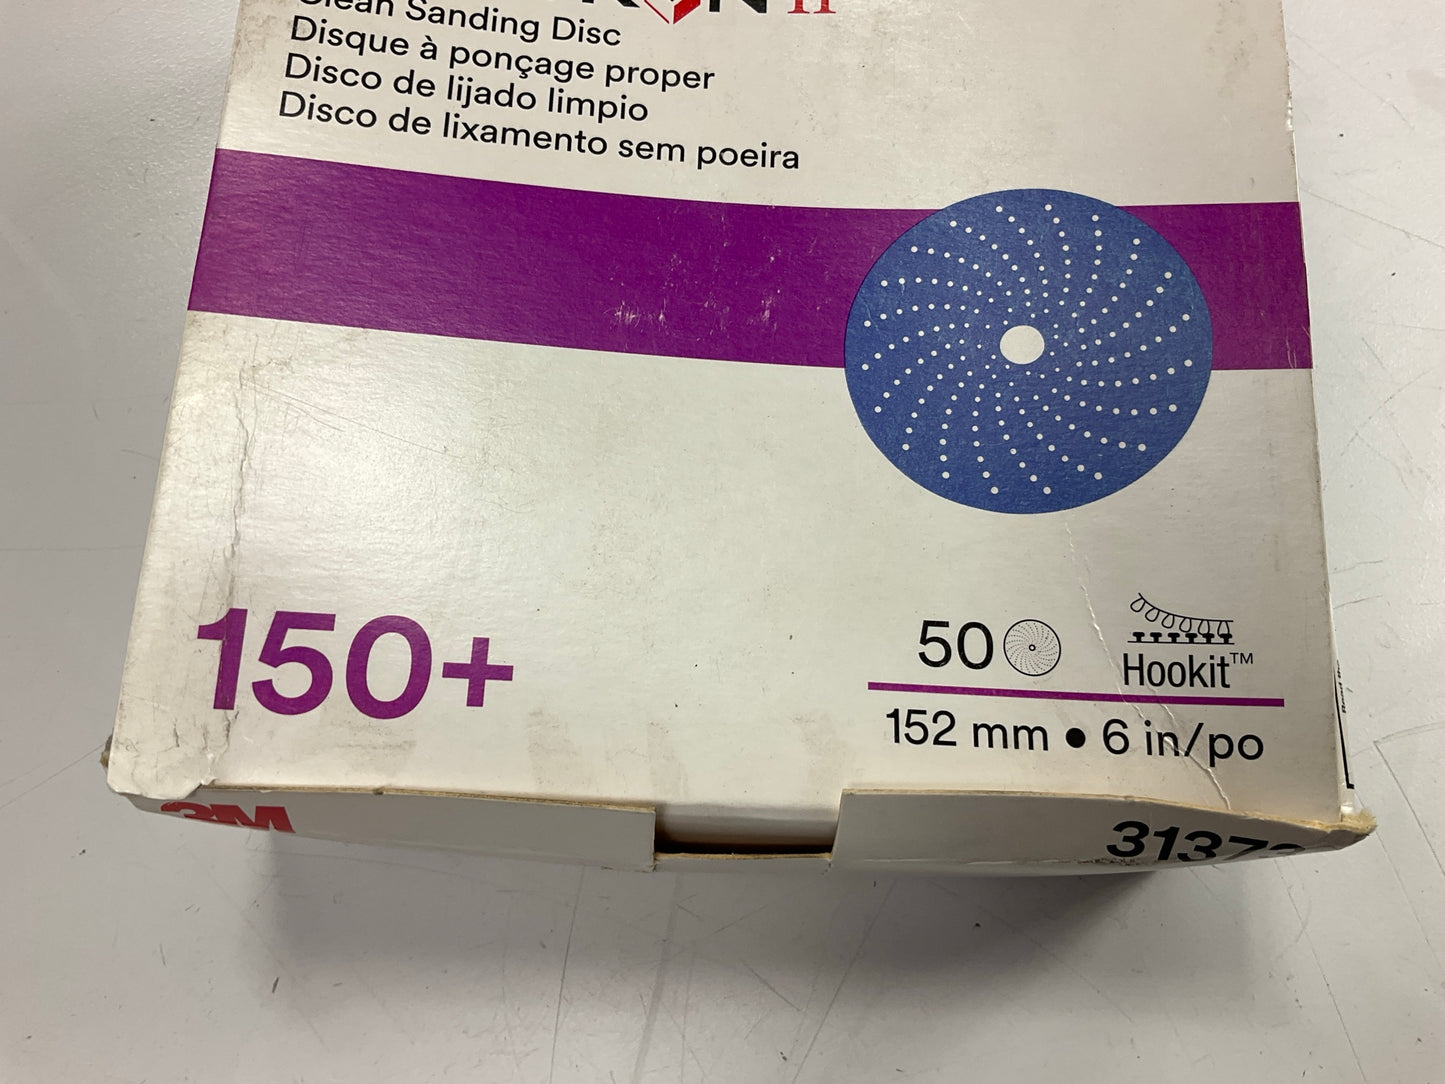 Clean Sanding Disc
Disque à ponçage proper
Disco de lijado limpio
Disco de lixamento sem poeira
150+
50
Hookit™
152 mm • 6 in/po
3M